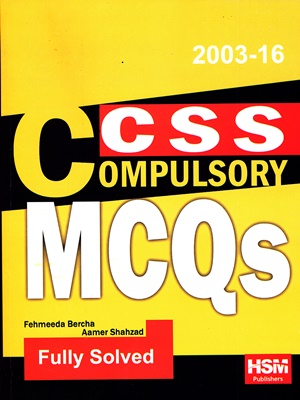 2003-16
CSS
COMPULSORY
MCQs
Fehmeeda Bercha
Aamer Shahzad
Fully Solved
HSM
Publishers